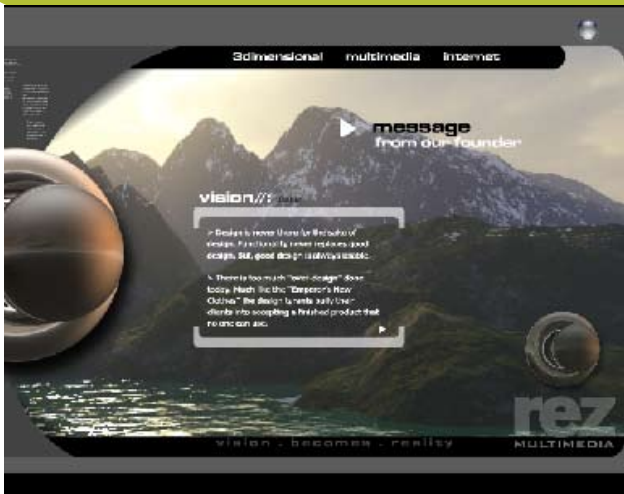 3dimensional multimedia internet
message
from our founder
vision//:
> Design is never there for the sake of
design. Functionality never replaces good
design. But, good design is always usable.
> There is too much "over-design" done
today. Much like the "Emperor's New
Clothes" the design tyrants bully their
clients into accepting a finished product that
no one can use.
rez
MULTIMEDIA
vision . becomes . reality